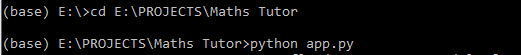 (base) E:\>cd E:\PROJECTS\Maths Tutor
(base) E:\PROJECTS\Maths Tutor>python app.py